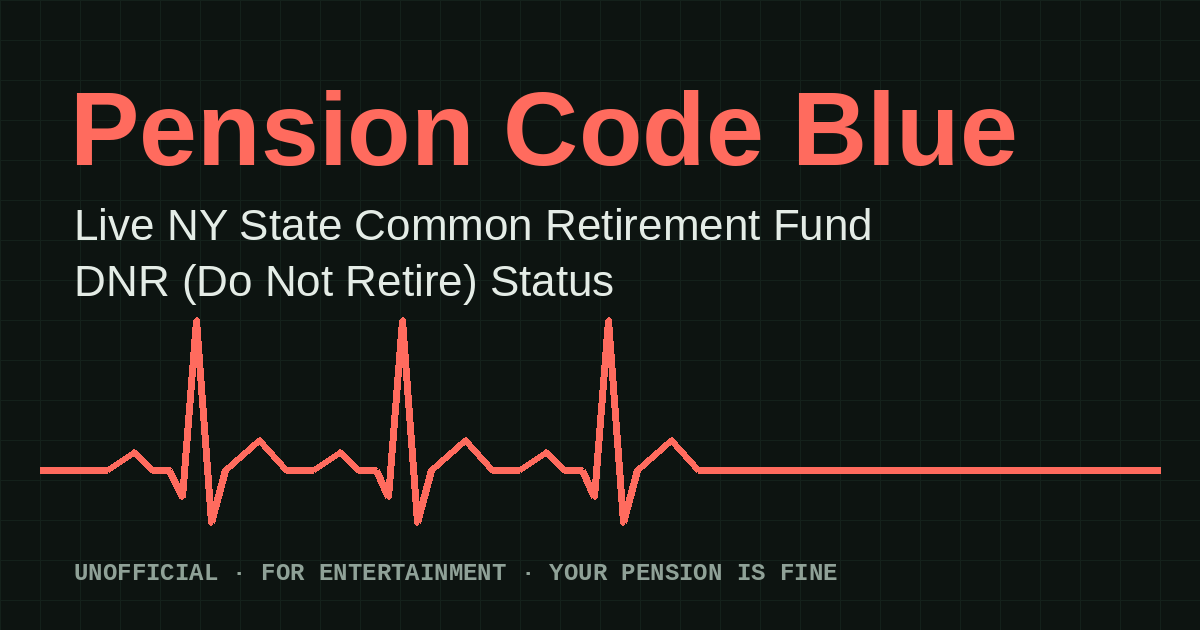 Pension Code Blue
Live NY State Common Retirement Fund
DNR (Do Not Retire) Status
UNOFFICIAL · FOR ENTERTAINMENT · YOUR PENSION IS FINE